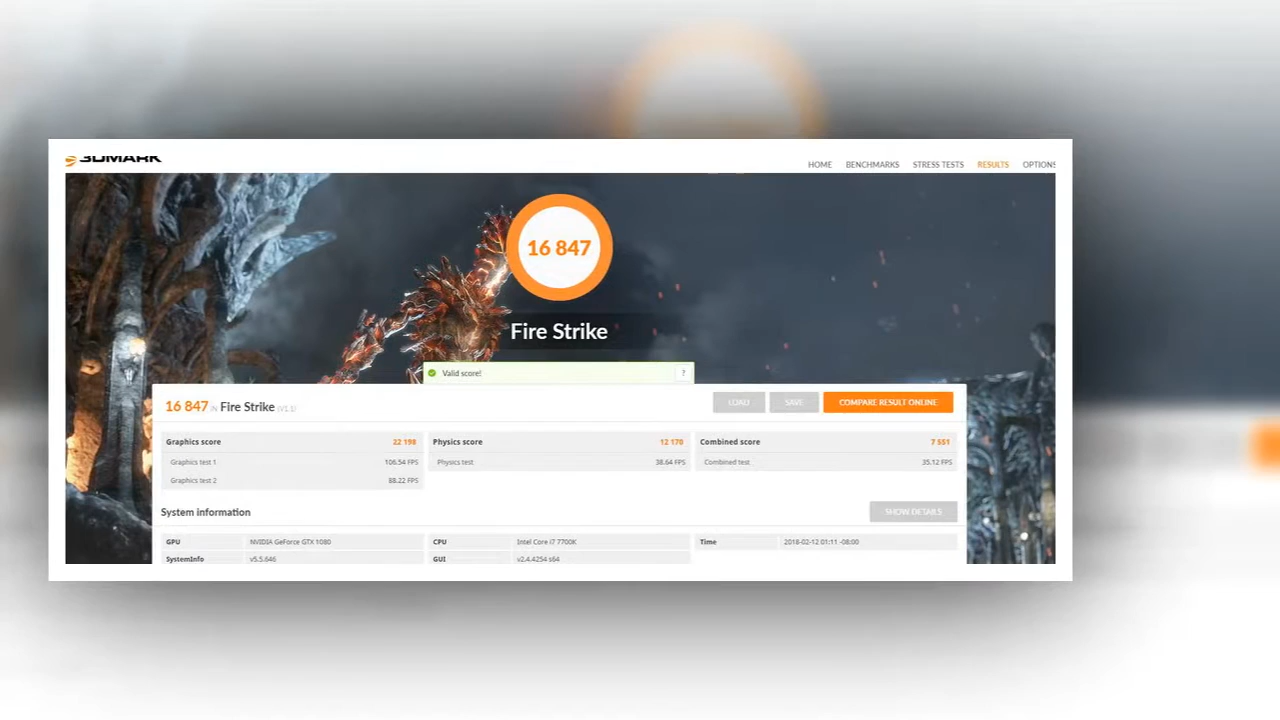 3DMARK
HOME BENCHMARKS STRESS TESTS RESULTS OPTIONS
16 847
Fire Strike
Valid score! ?
16 847 IN Fire Strike (V1.1)
LOAD SAVE COMPARE RESULT ONLINE
Graphics score 22 198
Graphics test 1 106.54 FPS
Graphics test 2 88.22 FPS
Physics score 12 170
Physics test 38.64 FPS
Combined score 7 551
Combined test 35.12 FPS
System information SHOW DETAILS
GPU NVIDIA GeForce GTX 1080
SystemInfo v5.5.646
CPU Intel Core i7 7700K
GUI v2.4.4254 s64
Time 2018-02-12 01:11 -08:00